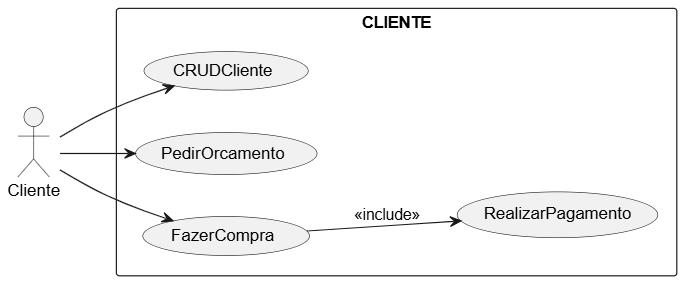 CLIENTE
CRUDCliente
PedirOrcamento
Cliente
«include»
RealizarPagamento
FazerCompra